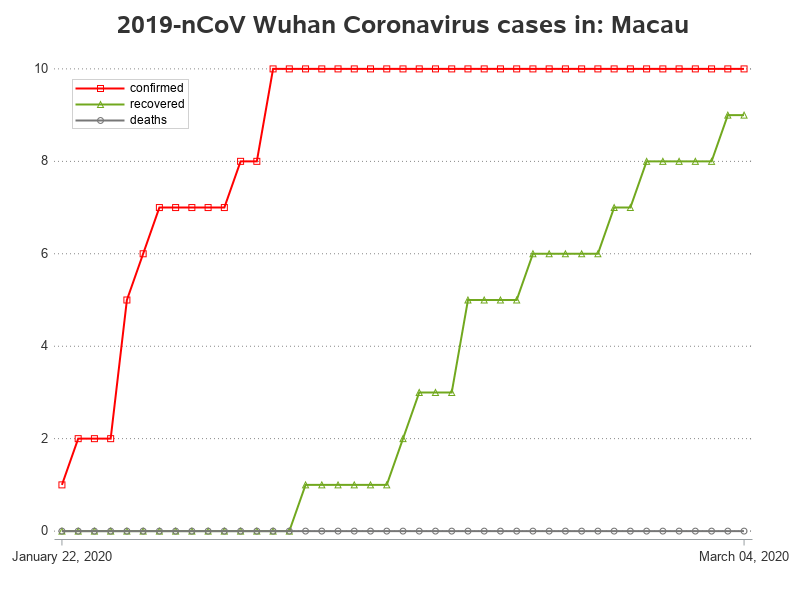 2019-nCoV Wuhan Coronavirus cases in: Macau
10
confirmed
recovered
deaths
8
6
4
2
0
January 22, 2020
March 04, 2020